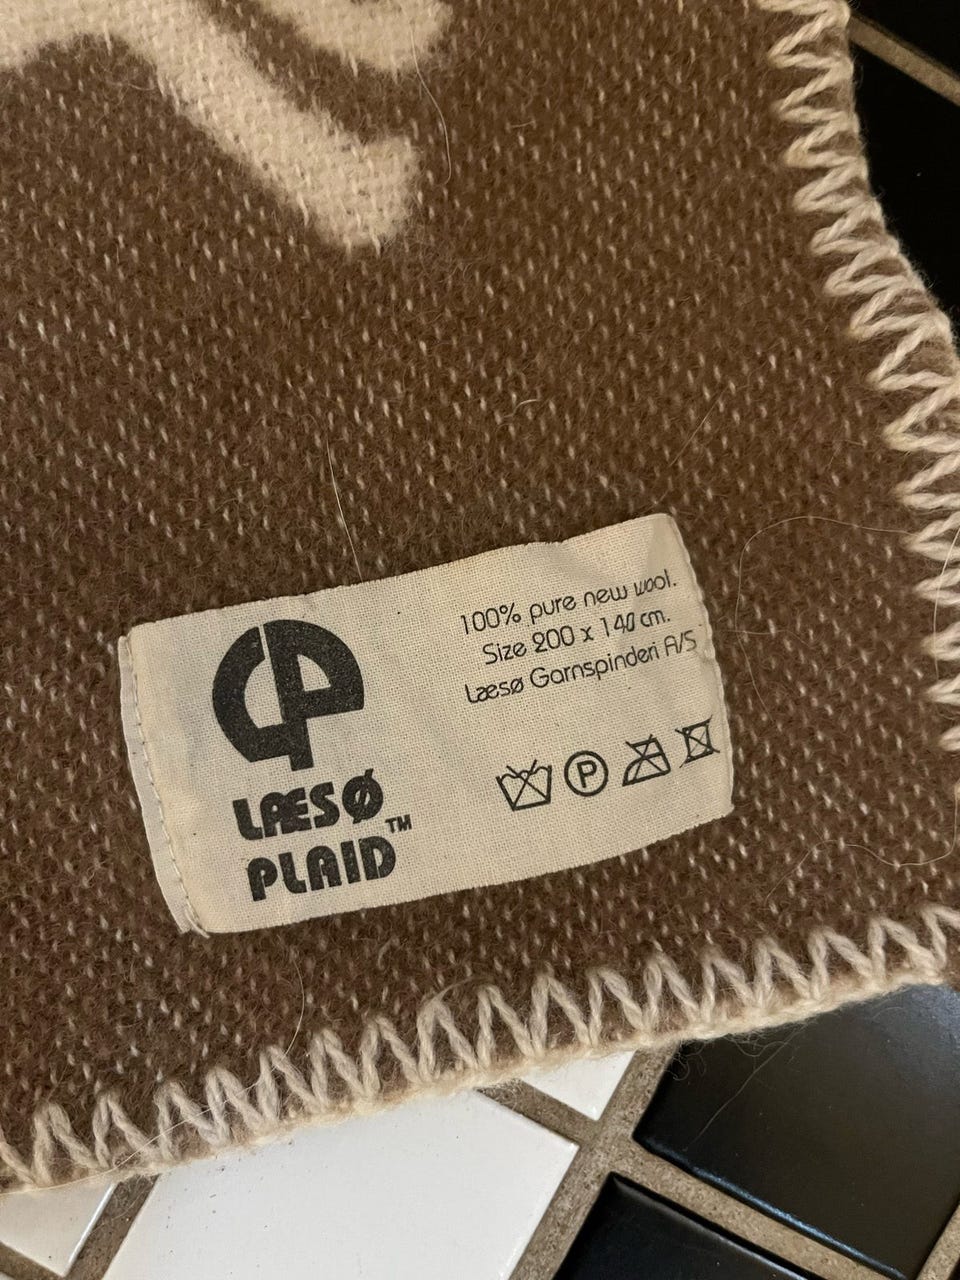 LÆSØ
PLAID™
100% pure new wool.
Size 200 x 140 cm.
Læsø Garnspinderi A/S
P